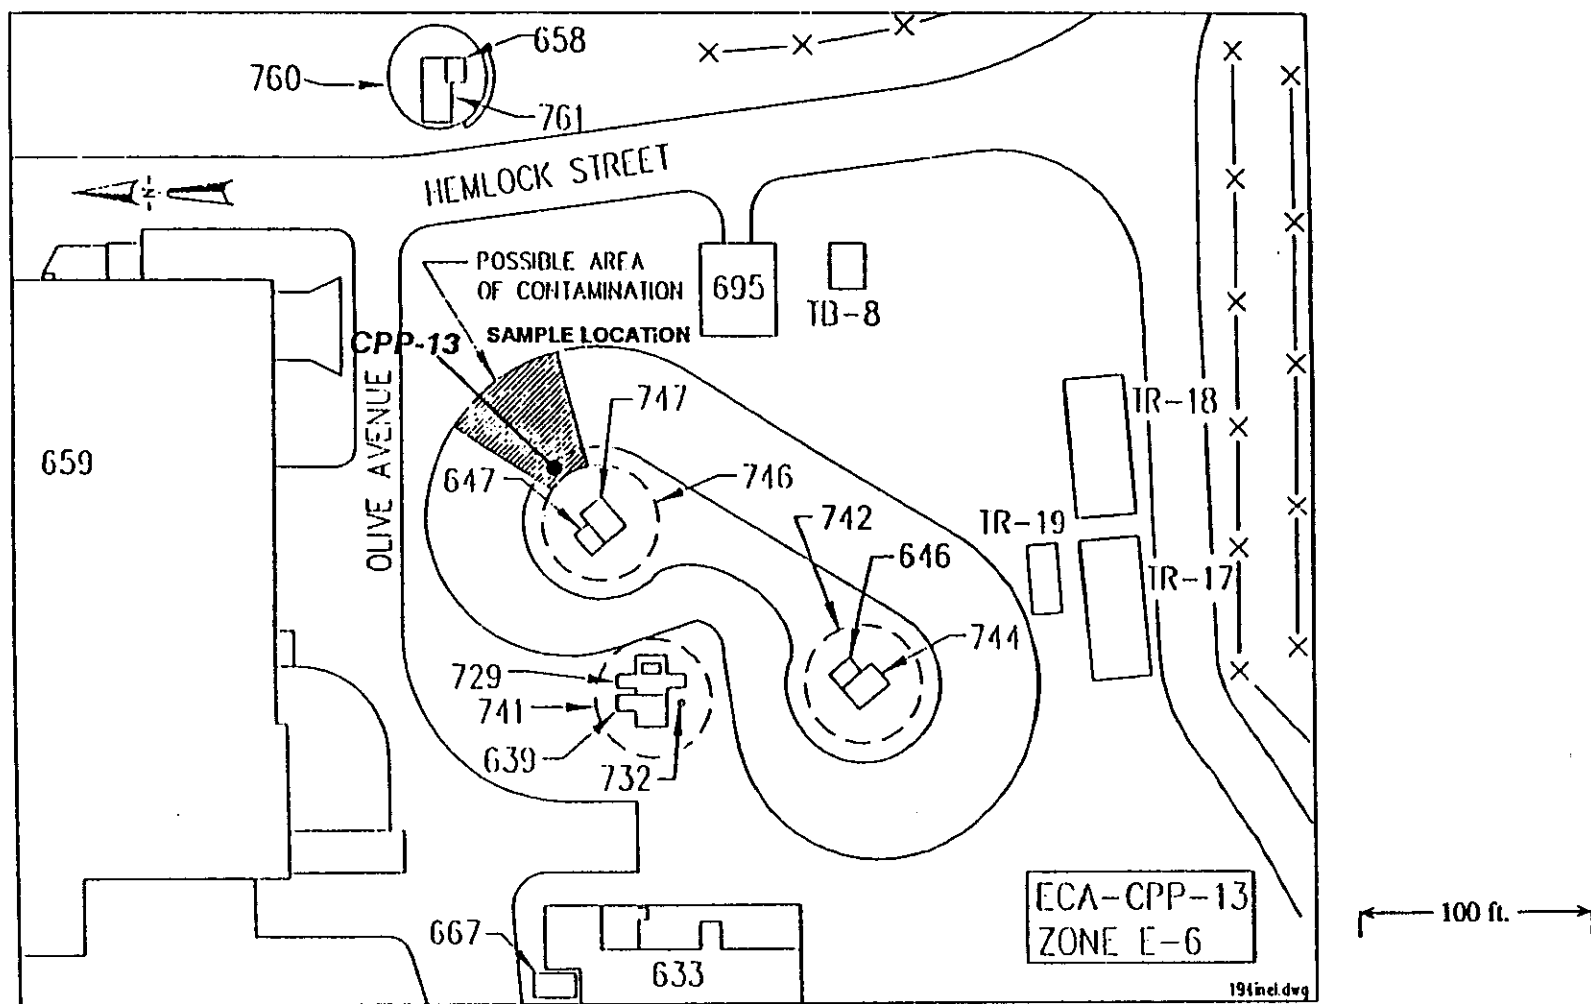 658
760
761
HEMLOCK STREET
N
POSSIBLE AREA
OF CONTAMINATION
695
TB-8
SAMPLE LOCATION
CPP-13
OLIVE AVENUE
659
747
647
746
742
646
744
TR-18
TR-19
TR-17
729
741
639
732
667
633
ECA-CPP-13
ZONE E-6
100 ft.
194inel.dwg